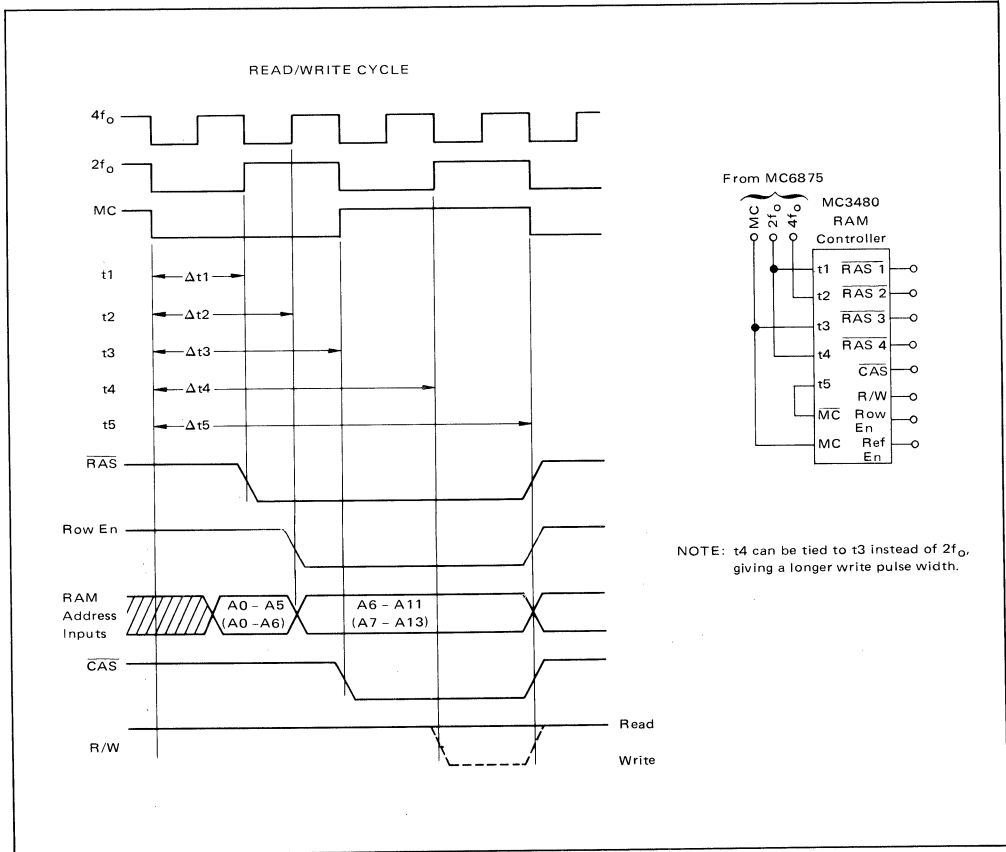 READ/WRITE CYCLE
4fo
2fo
MC
t1 Δt1
t2 Δt2
t3 Δt3
t4 Δt4
t5 Δt5
RAS
Row En
RAM
Address
Inputs
A0 – A5
(A0 – A6)
A6 – A11
(A7 – A13)
CAS
R/W
Read
Write
From MC6875
MC
2fo
4fo
MC3480
RAM
Controller
t1 RAS 1
t2 RAS 2
t3 RAS 3
t4 RAS 4
CAS
t5
R/W
MC Row
En
MC Ref
En
NOTE: t4 can be tied to t3 instead of 2fo,
giving a longer write pulse width.